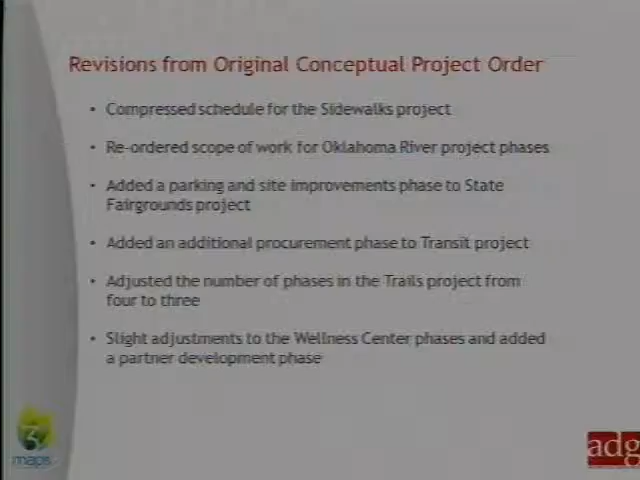 Revisions from Original Conceptual Project Order
• Compressed schedule for the Sidewalks project
• Re-ordered scope of work for Oklahoma River project phases
• Added a parking and site improvements phase to State
Fairgrounds project
• Added an additional procurement phase to Transit project
• Adjusted the number of phases in the Trails project from
four to three
• Slight adjustments to the Wellness Center phases and added
a partner development phase
3
maps
adg